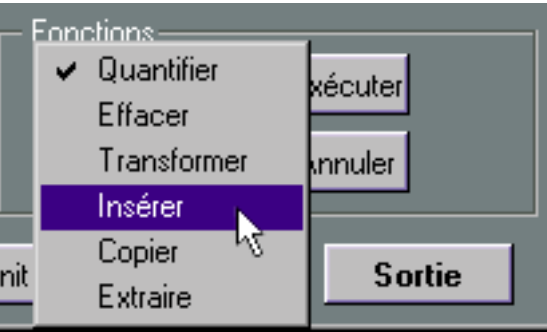 Fonctions
Quantifier
Effacer
Transformer
Insérer
Copier
Extraire
xécuter
nnuler
nit
Sortie